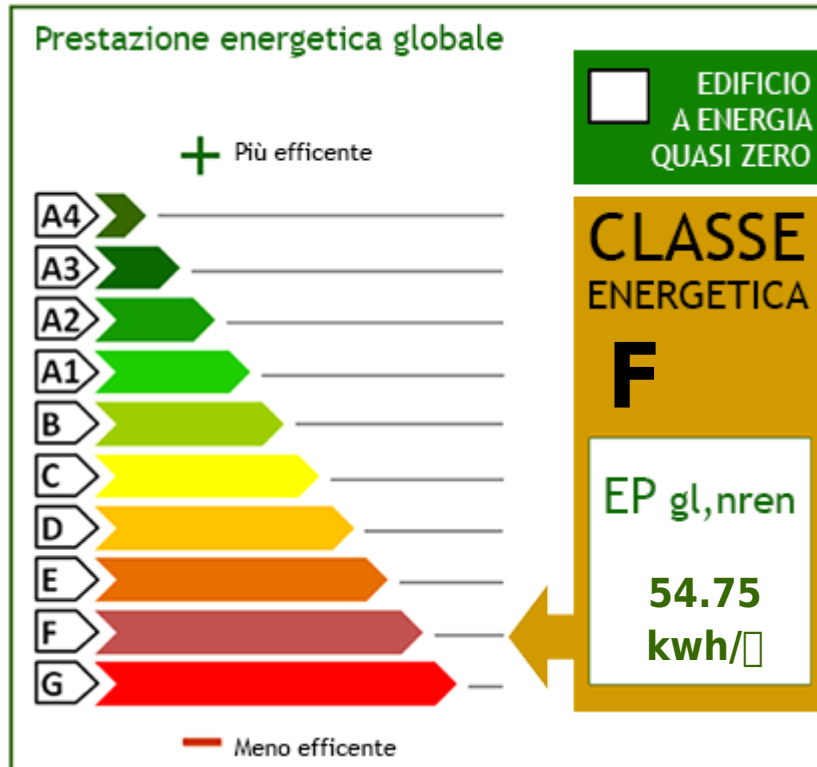 Prestazione energetica globale
Più efficente
A4
A3
A2
A1
B
C
D
E
F
G
Meno efficente
EDIFICIO
A ENERGIA
QUASI ZERO
CLASSE
ENERGETICA
F
EP gl,nren
54.75
kwh/▯